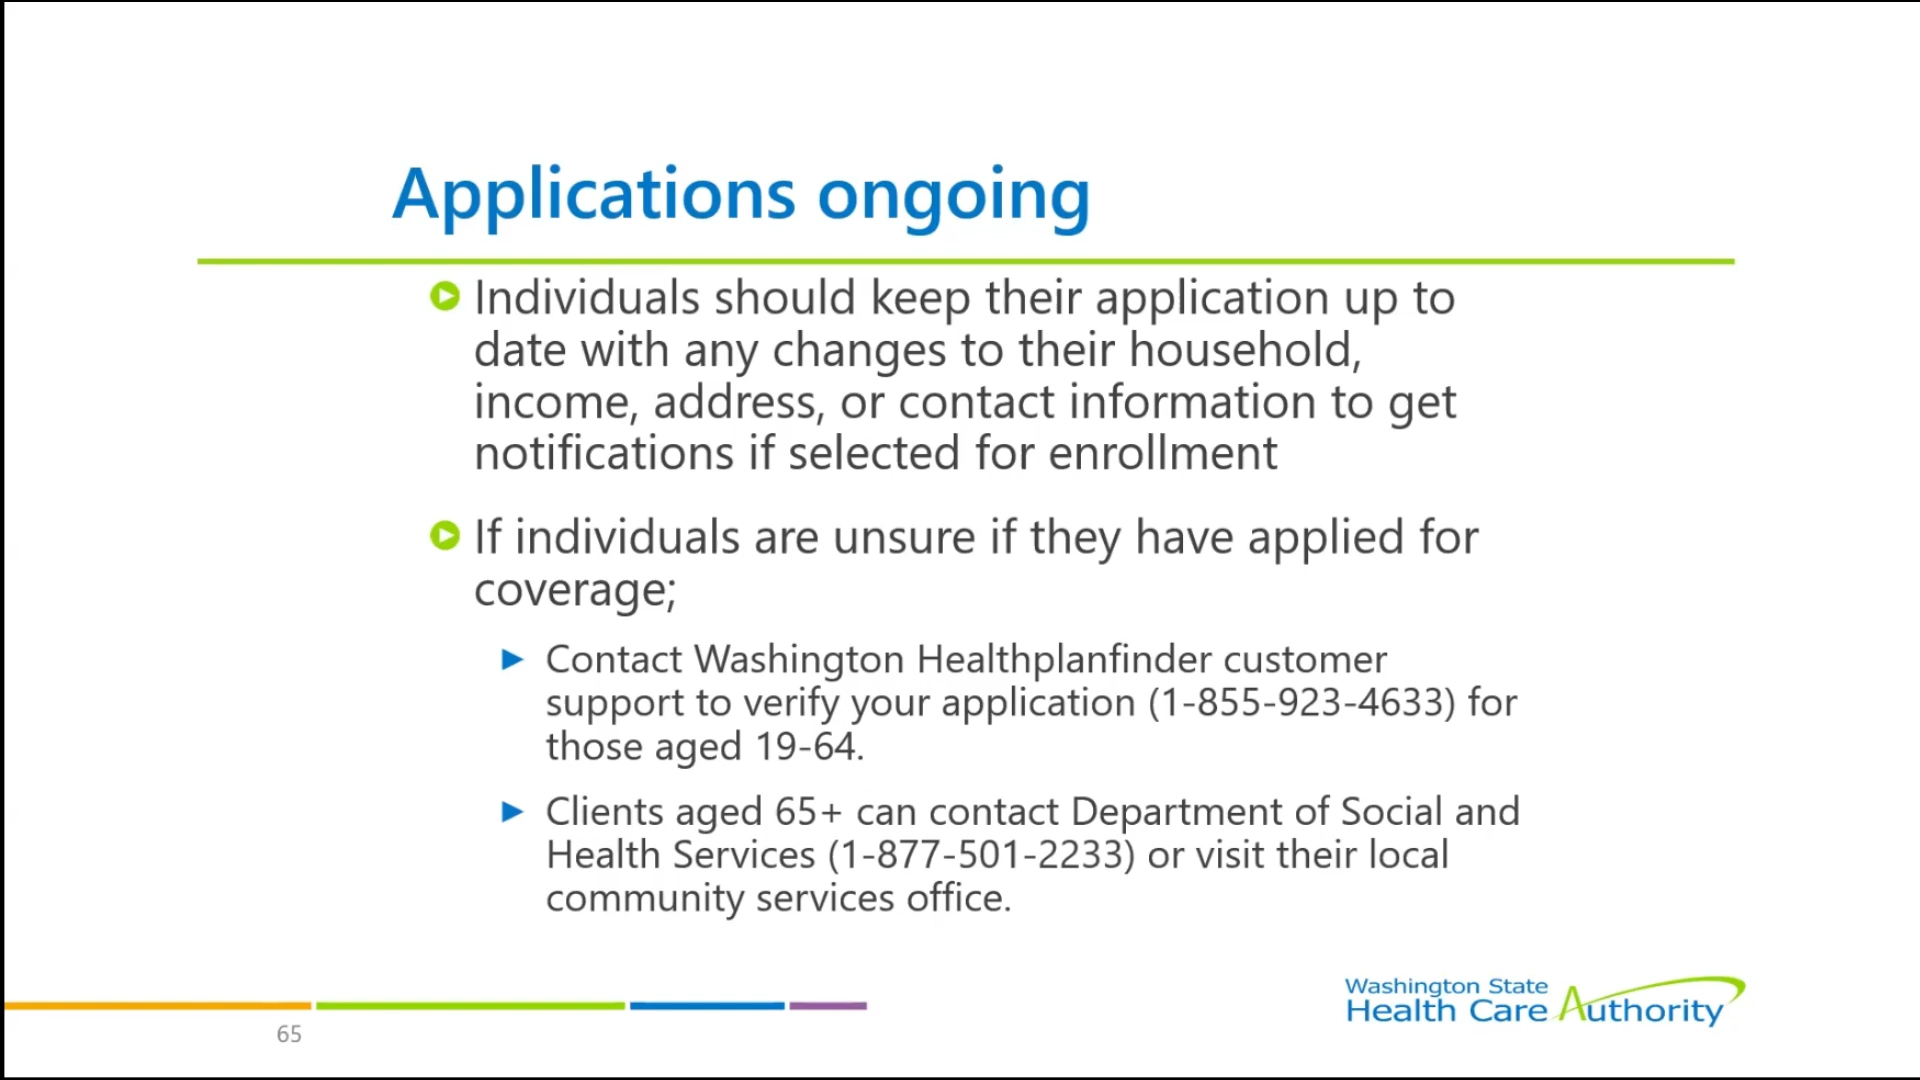 Applications ongoing
Individuals should keep their application up to
date with any changes to their household,
income, address, or contact information to get
notifications if selected for enrollment
If individuals are unsure if they have applied for
coverage;
Contact Washington Healthplanfinder customer
support to verify your application (1-855-923-4633) for
those aged 19-64.
Clients aged 65+ can contact Department of Social and
Health Services (1-877-501-2233) or visit their local
community services office.
Washington State
Health Care Authority
65